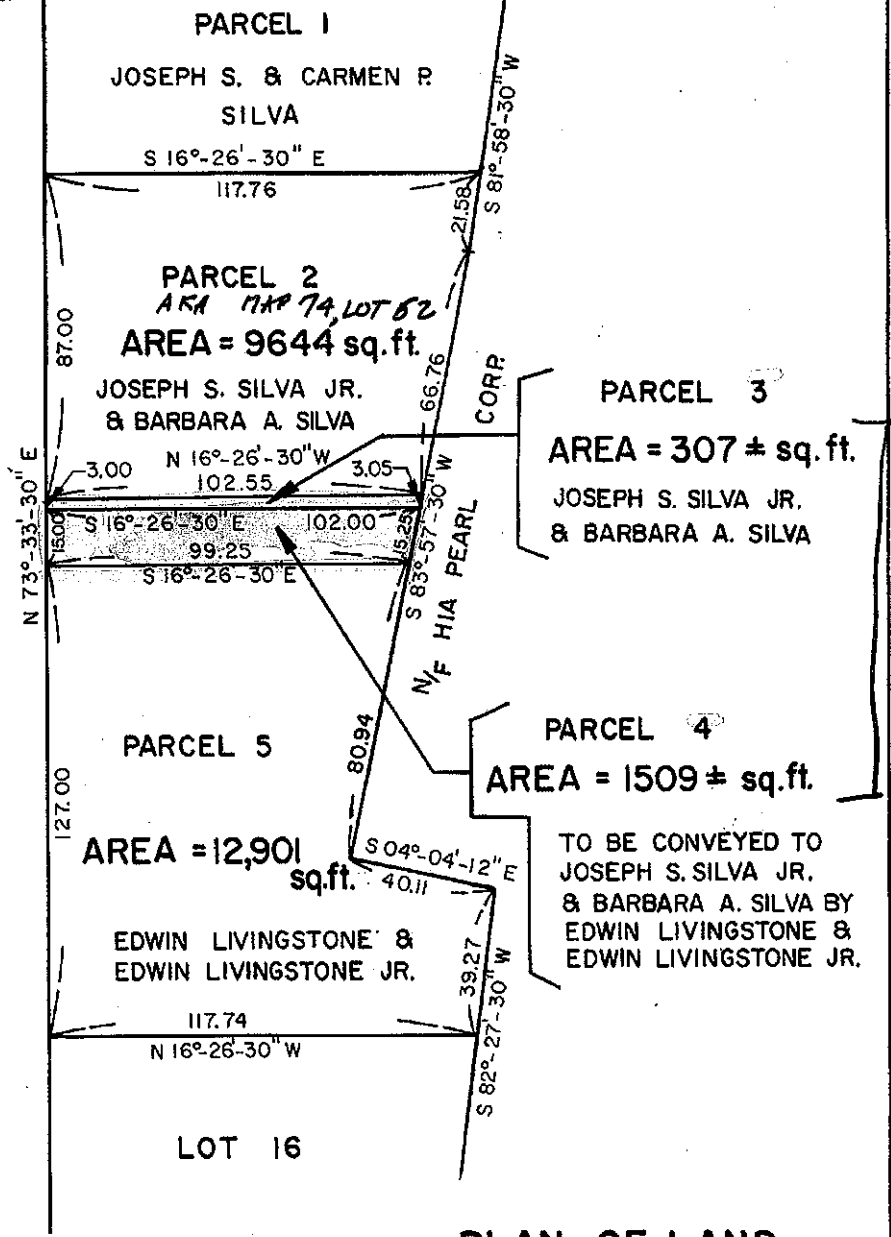 PARCEL 1
JOSEPH S. & CARMEN P.
SILVA
S 16°-26'-30" E
117.76
S 81°-58'-30" W
21.58
PARCEL 2
AKA MAP 74, LOT 52
AREA = 9644 sq.ft.
JOSEPH S. SILVA JR.
& BARBARA A. SILVA
87.00
66.76
N 16°-26'-30" W
3.00
102.55
3.05
S 16°-26'-30" E
102.00
15.00
15.25
99.25
S 16°-26'-30" E
N 73°-33'-30" E
S 83°-57'-30" W
N/F HIA PEARL CORP.
PARCEL 3
AREA = 307 ± sq.ft.
JOSEPH S. SILVA JR.
& BARBARA A. SILVA
PARCEL 4
AREA = 1509 ± sq.ft.
TO BE CONVEYED TO
JOSEPH S. SILVA JR.
& BARBARA A. SILVA BY
EDWIN LIVINGSTONE &
EDWIN LIVINGSTONE JR.
PARCEL 5
80.94
127.00
AREA = 12,901
sq.ft.
S 04°-04'-12" E
40.11
EDWIN LIVINGSTONE &
EDWIN LIVINGSTONE JR.
39.27
S 82°-27'-30" W
117.74
N 16°-26'-30" W
LOT 16
PLAN OF LAND